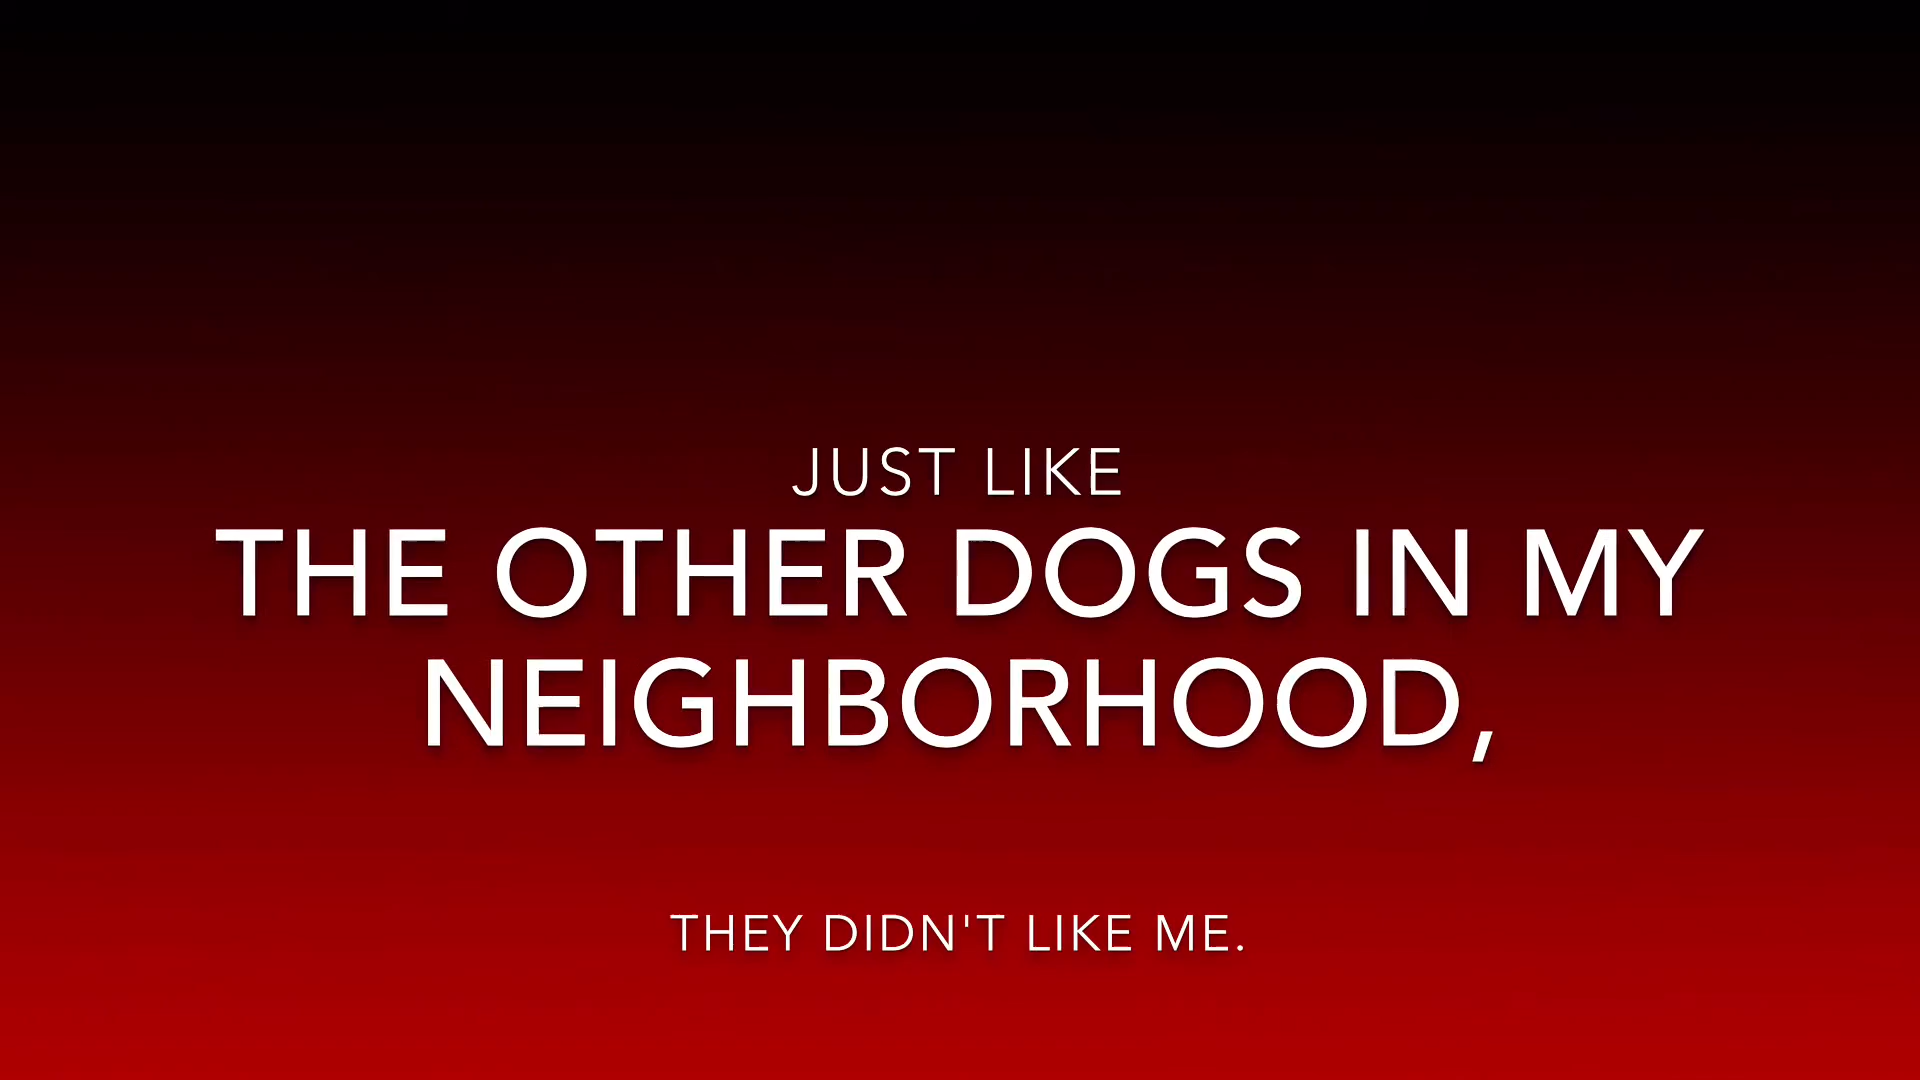 JUST LIKE
THE OTHER DOGS IN MY
NEIGHBORHOOD,
THEY DIDN'T LIKE ME.